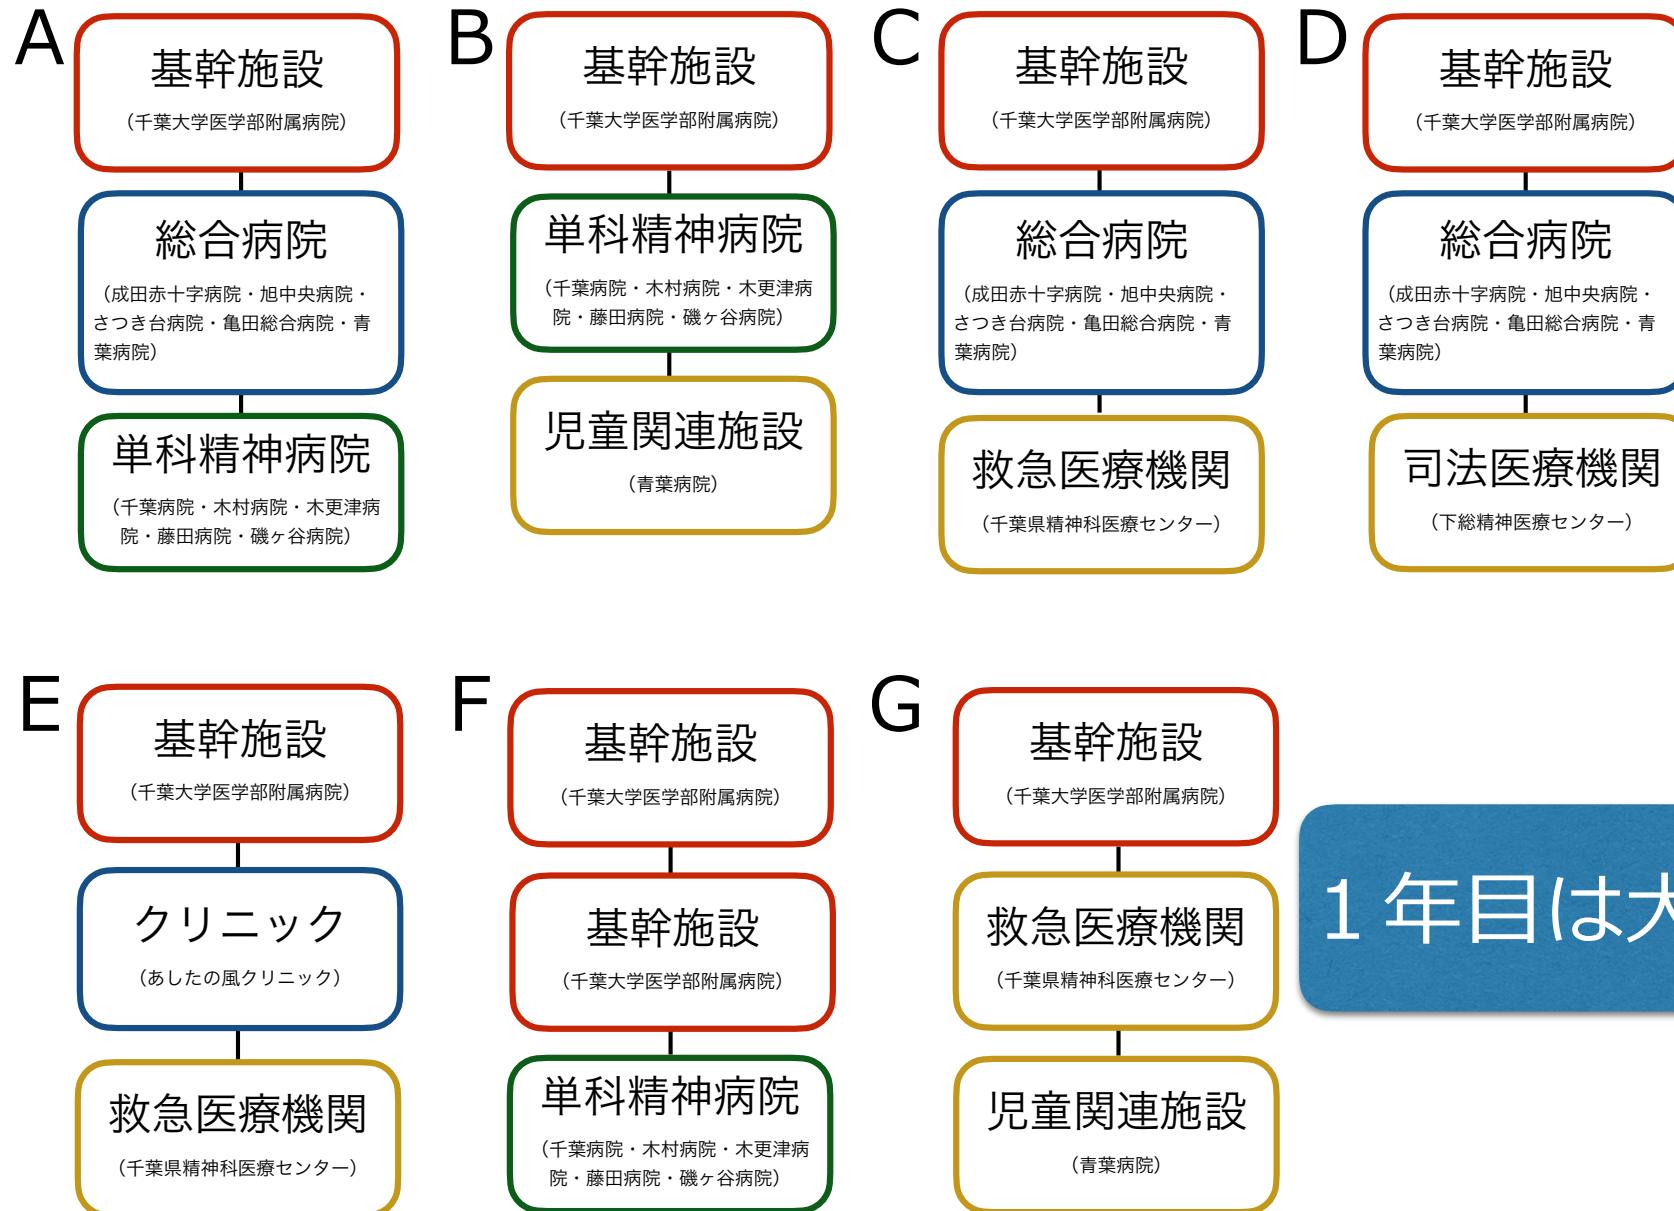 A
基幹施設
（千葉大学医学部附属病院）
総合病院
（成田赤十字病院・旭中央病院・
さつき台病院・亀田総合病院・青
葉病院）
単科精神病院
（千葉病院・木村病院・木更津病
院・藤田病院・磯ヶ谷病院）
B
基幹施設
（千葉大学医学部附属病院）
単科精神病院
（千葉病院・木村病院・木更津病
院・藤田病院・磯ヶ谷病院）
児童関連施設
（青葉病院）
C
基幹施設
（千葉大学医学部附属病院）
総合病院
（成田赤十字病院・旭中央病院・
さつき台病院・亀田総合病院・青
葉病院）
救急医療機関
（千葉県精神科医療センター）
D
基幹施設
（千葉大学医学部附属病院）
総合病院
（成田赤十字病院・旭中央病院・
さつき台病院・亀田総合病院・青
葉病院）
司法医療機関
（下総精神医療センター）
E
基幹施設
（千葉大学医学部附属病院）
クリニック
（あしたの風クリニック）
救急医療機関
（千葉県精神科医療センター）
F
基幹施設
（千葉大学医学部附属病院）
基幹施設
（千葉大学医学部附属病院）
単科精神病院
（千葉病院・木村病院・木更津病
院・藤田病院・磯ヶ谷病院）
G
基幹施設
（千葉大学医学部附属病院）
救急医療機関
（千葉県精神科医療センター）
児童関連施設
（青葉病院）
１年目は大